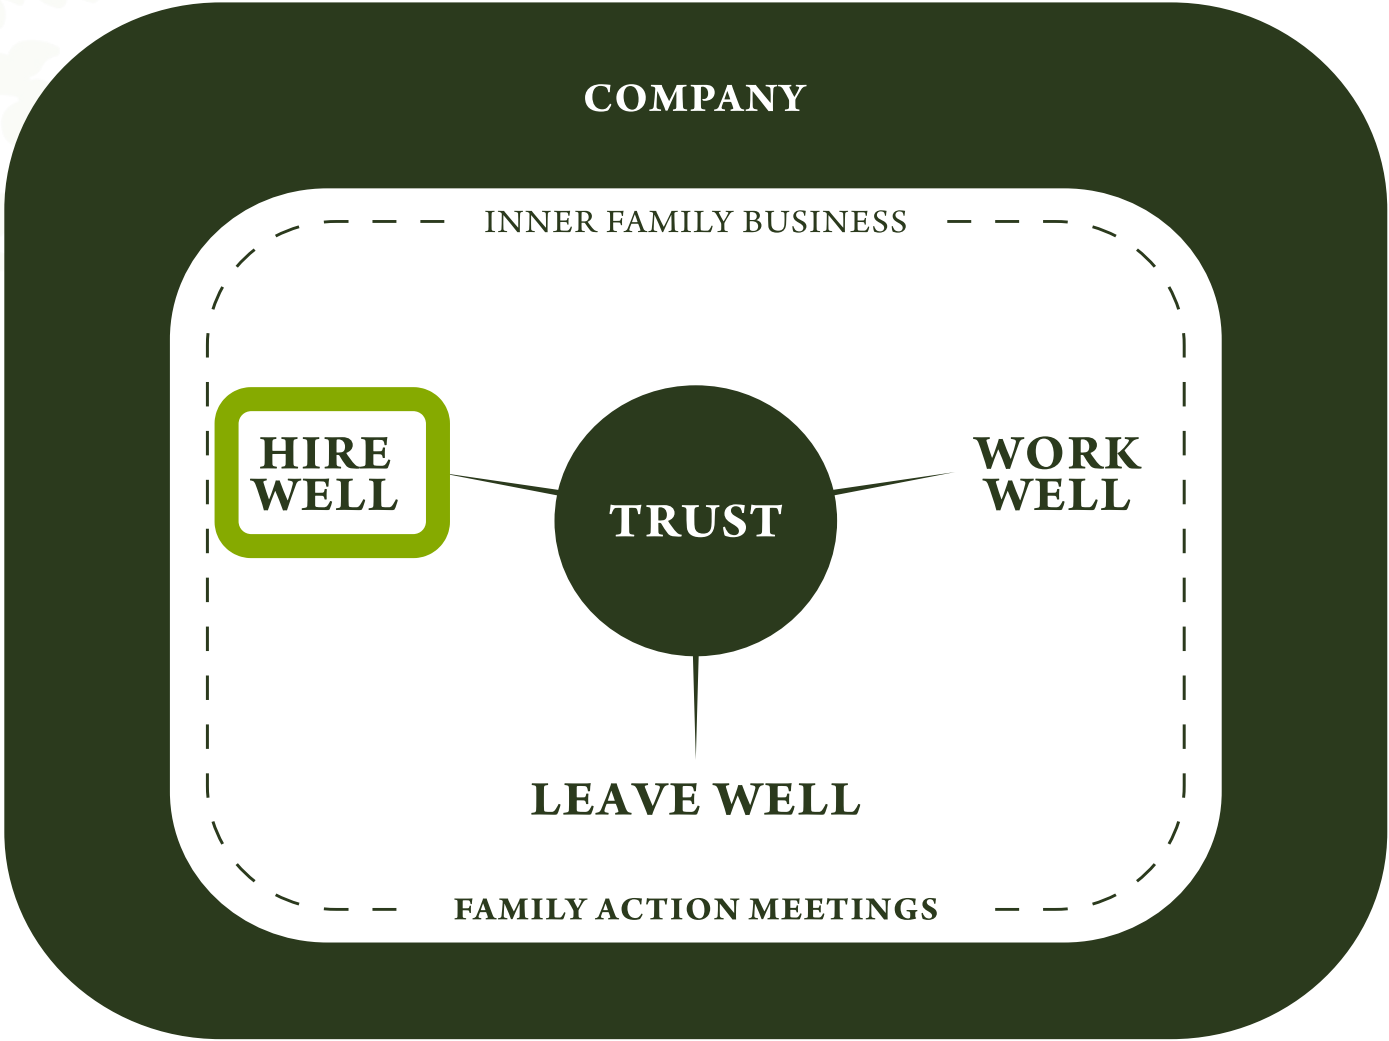 COMPANY
INNER FAMILY BUSINESS
HIRE
WELL
TRUST
WORK
WELL
LEAVE WELL
FAMILY ACTION MEETINGS